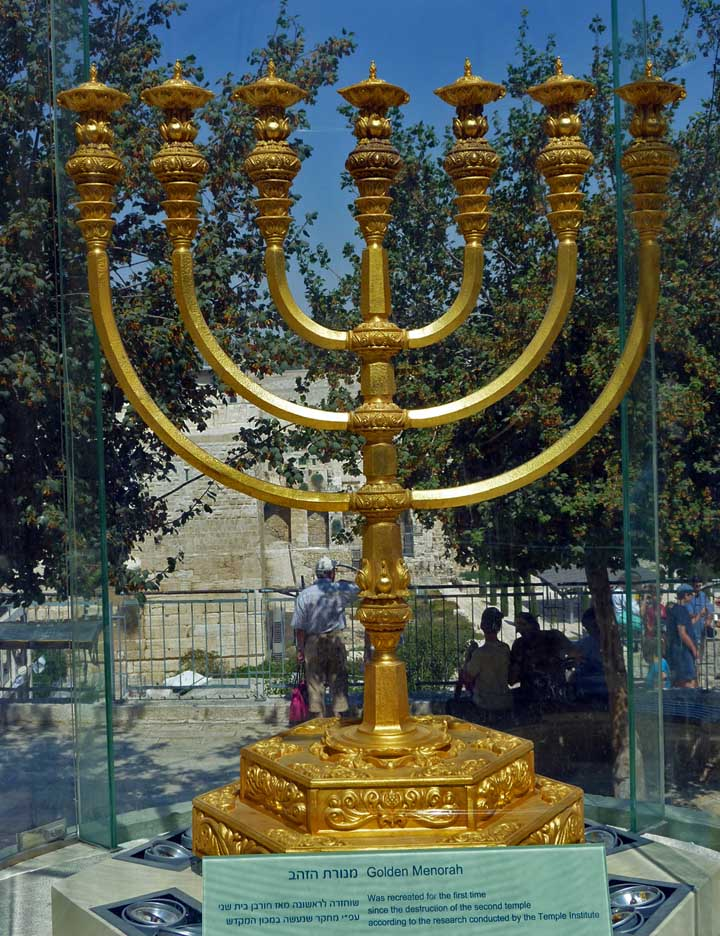 מנורת הזהב Golden Menorah
שוחזרה לראשונה מאז חורבן בית שני
עפ״י מחקר שנעשה במכון המקדש
Was recreated for the first time
since the destruction of the second temple
according to the research conducted by the Temple Institute